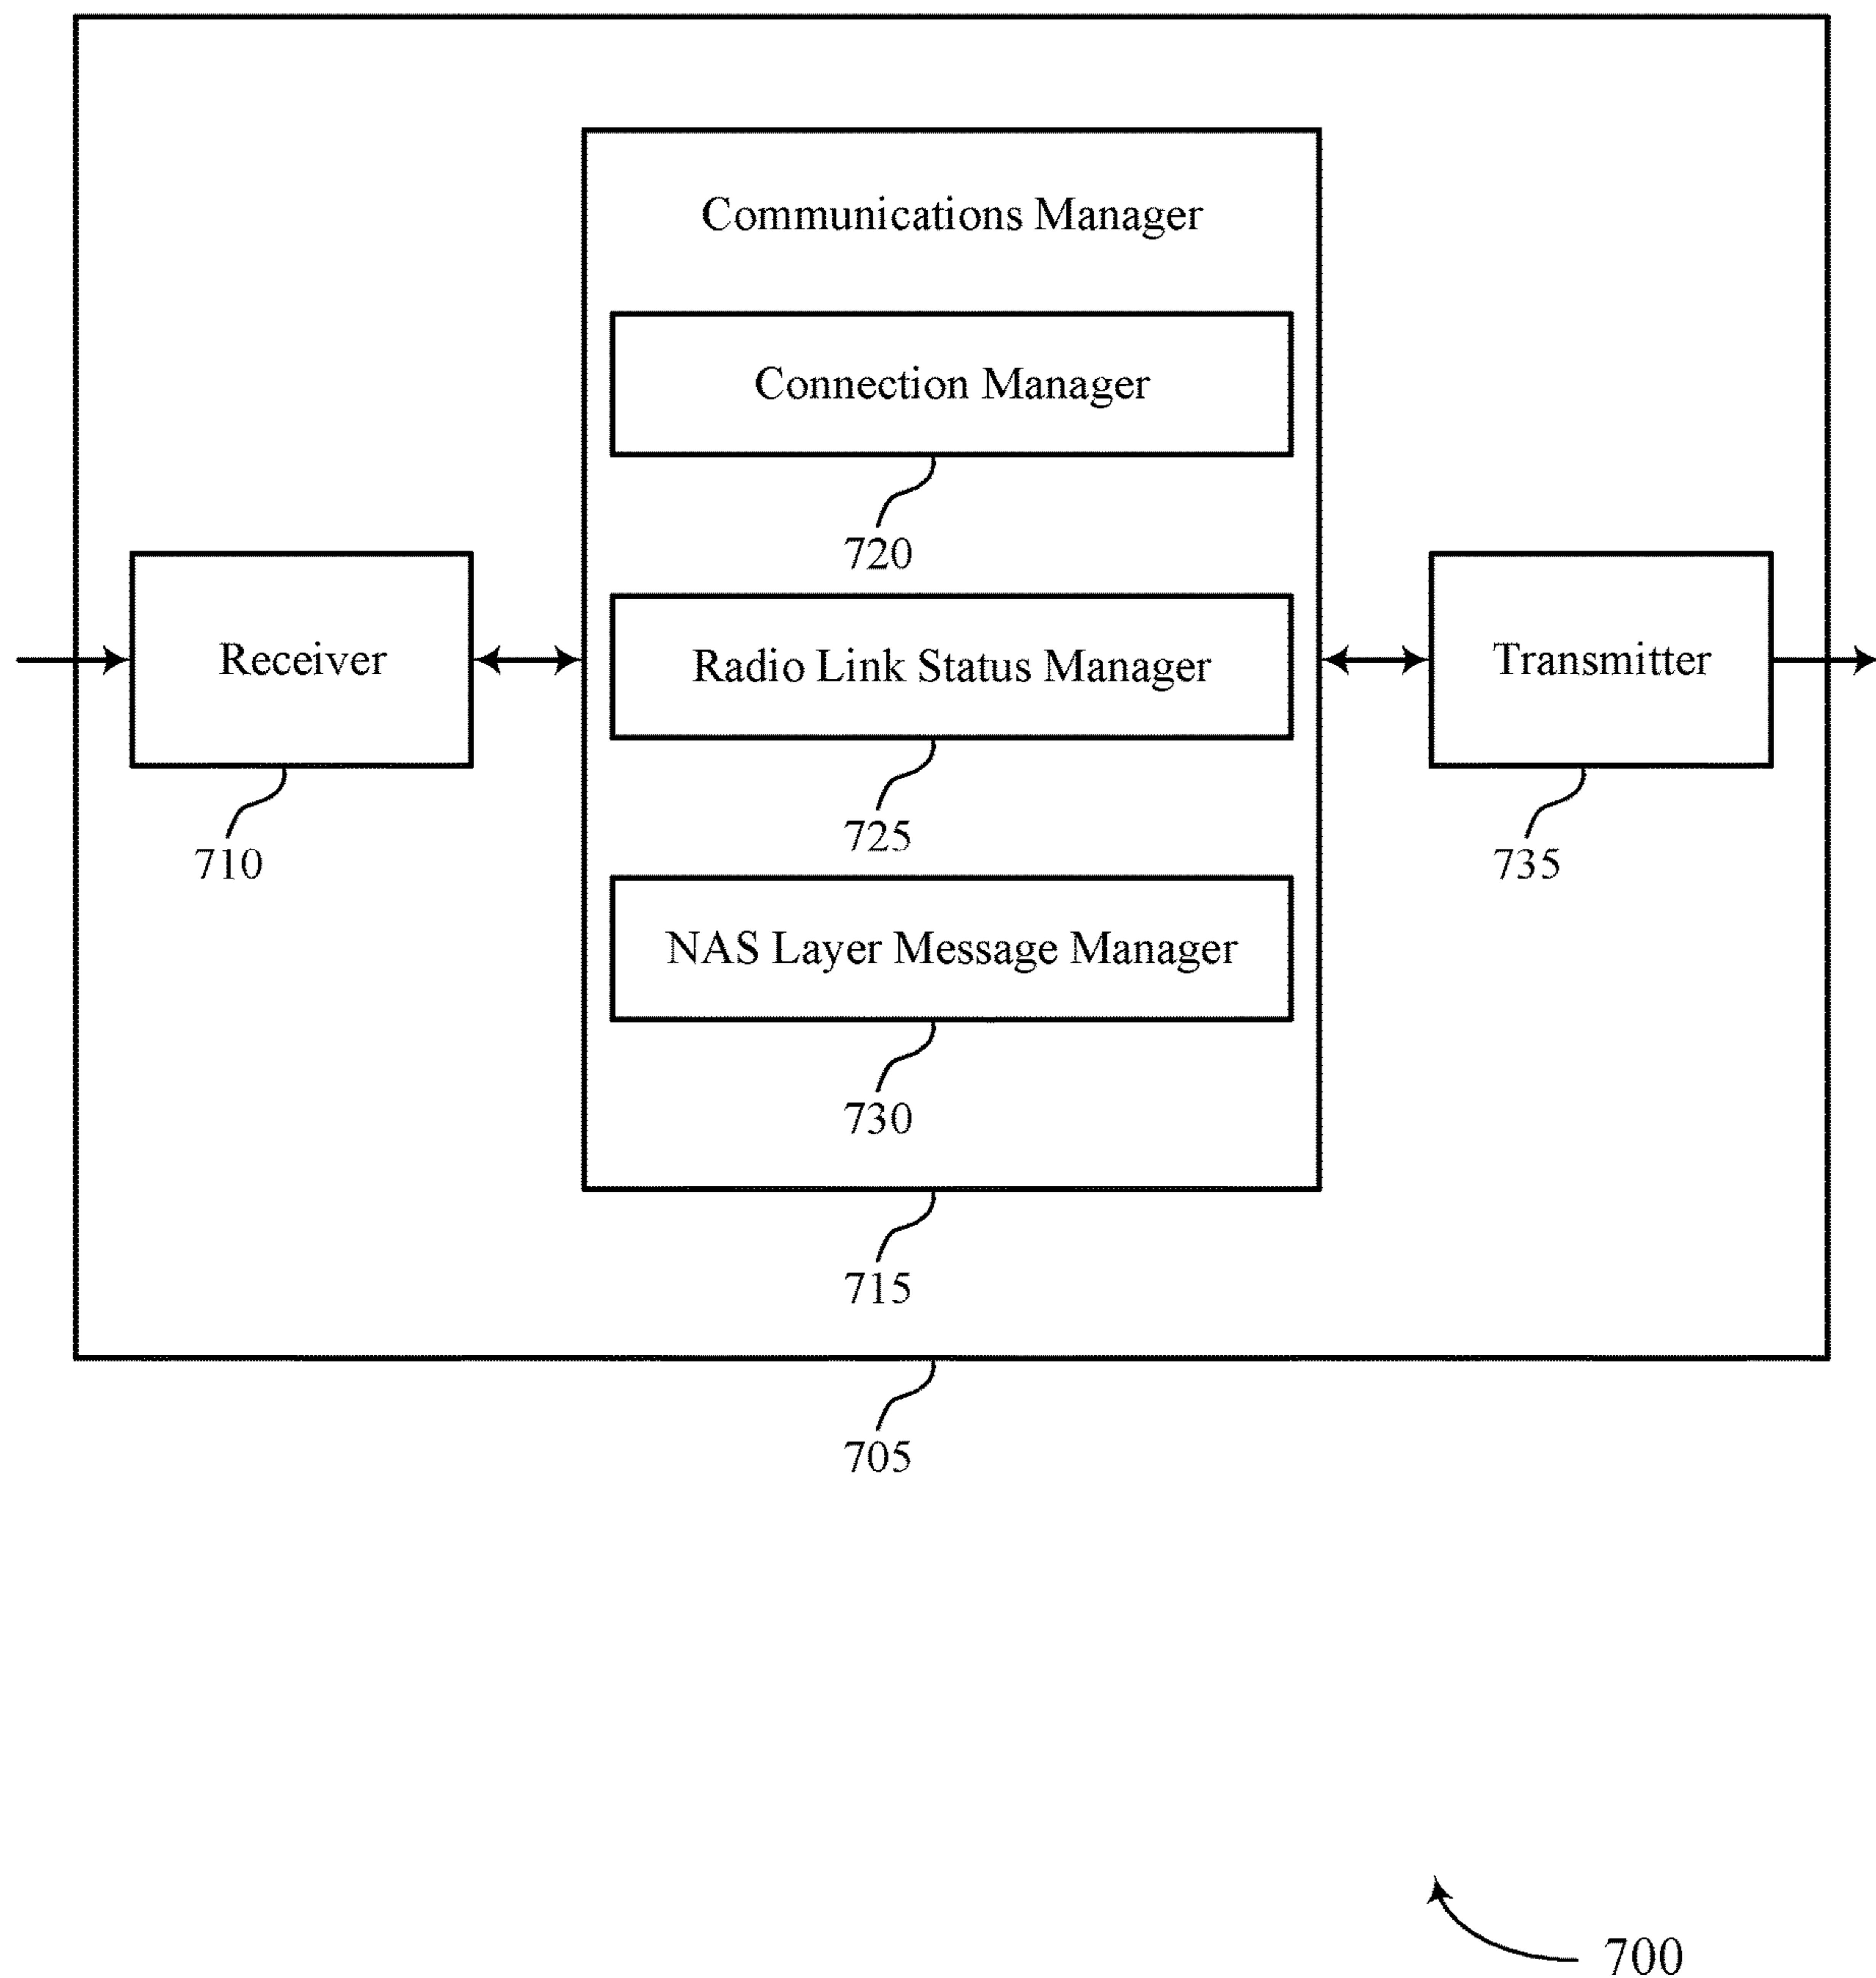 Communications Manager
Connection Manager
720
Receiver
Radio Link Status Manager
Transmitter
710
725
735
NAS Layer Message Manager
730
715
705
700